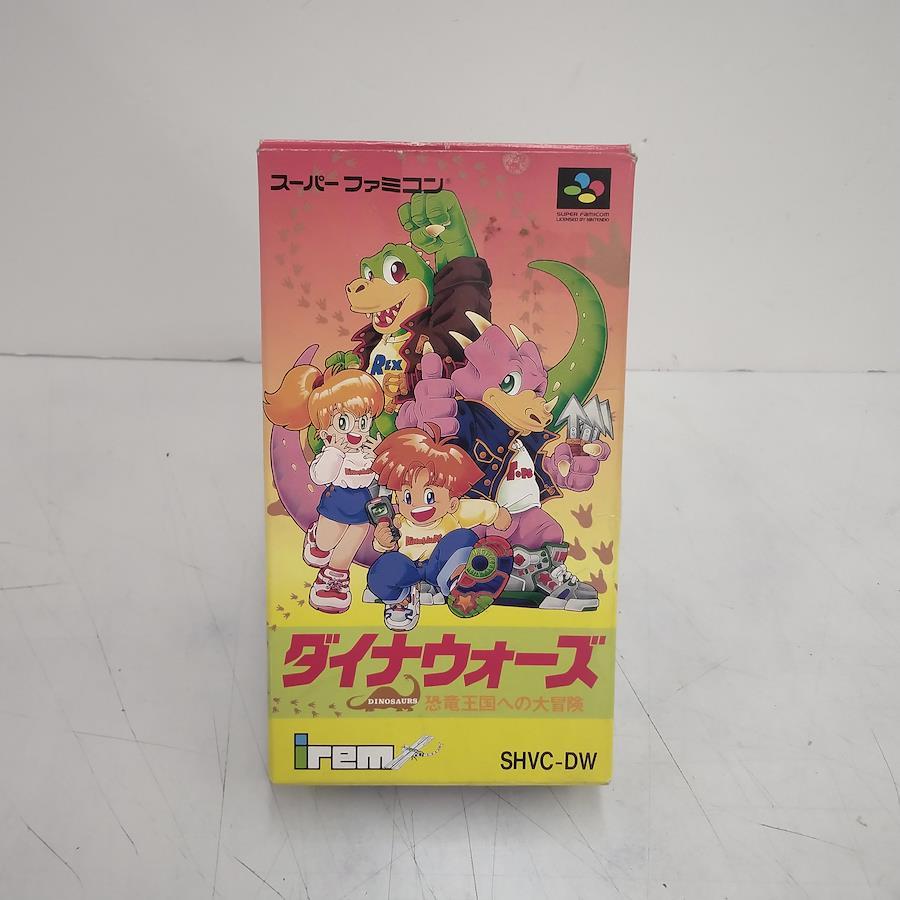 スーパーファミコン®
SUPER FAMICOM
LICENSED BY NINTENDO
REX
ダイナウォーズ
DINOSAURS
恐竜王国への大冒険
irem
SHVC-DW